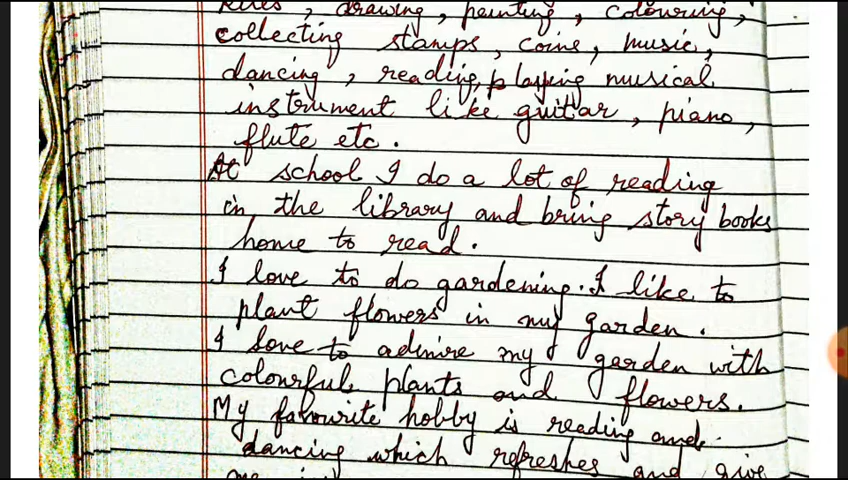 drawing, painting, colouring,
collecting stamps, coins, music,
dancing, reading, playing musical
instrument like guitar, piano,
flute etc.
At school I do a lot of reading
in the library and bring story books
home to read.
I love to do gardening. I like to
plant flowers in my garden.
I love to admire my garden with
colourful plants and flowers.
My favourite hobby is reading and
dancing which refreshes and give